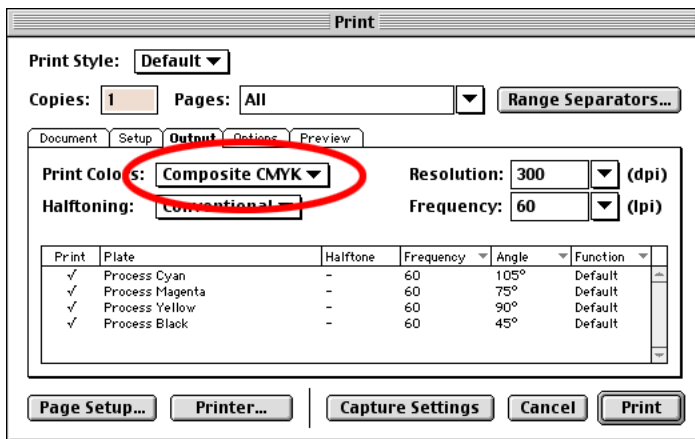 Print
Print Style: Default
Copies: 1 Pages: All Range Separators...
Document Setup Output Options Preview
Print Colors: Composite CMYK Resolution: 300 (dpi)
Halftoning: Conventional Frequency: 60 (lpi)
Print Plate Halftone Frequency Angle Function
√ Process Cyan - 60 105° Default
√ Process Magenta - 60 75° Default
√ Process Yellow - 60 90° Default
√ Process Black - 60 45° Default
Page Setup... Printer... Capture Settings Cancel Print